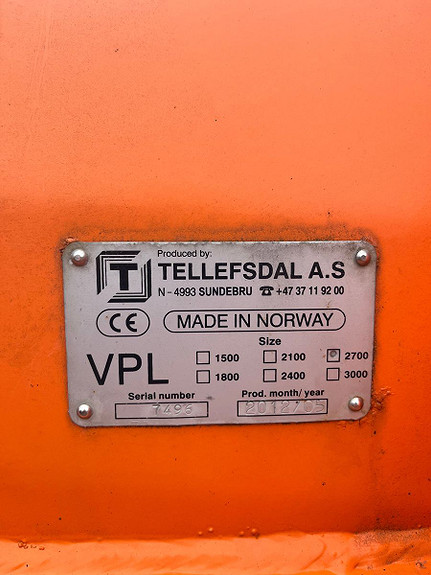 Produced by:
T TELLEFSDAL A.S
N - 4993 SUNDEBRU ☎ +47 37 11 92 00
CE MADE IN NORWAY
Size
VPL
1500 2100 2700
1800 2400 3000
Serial number Prod. month/year
7496 2012/05